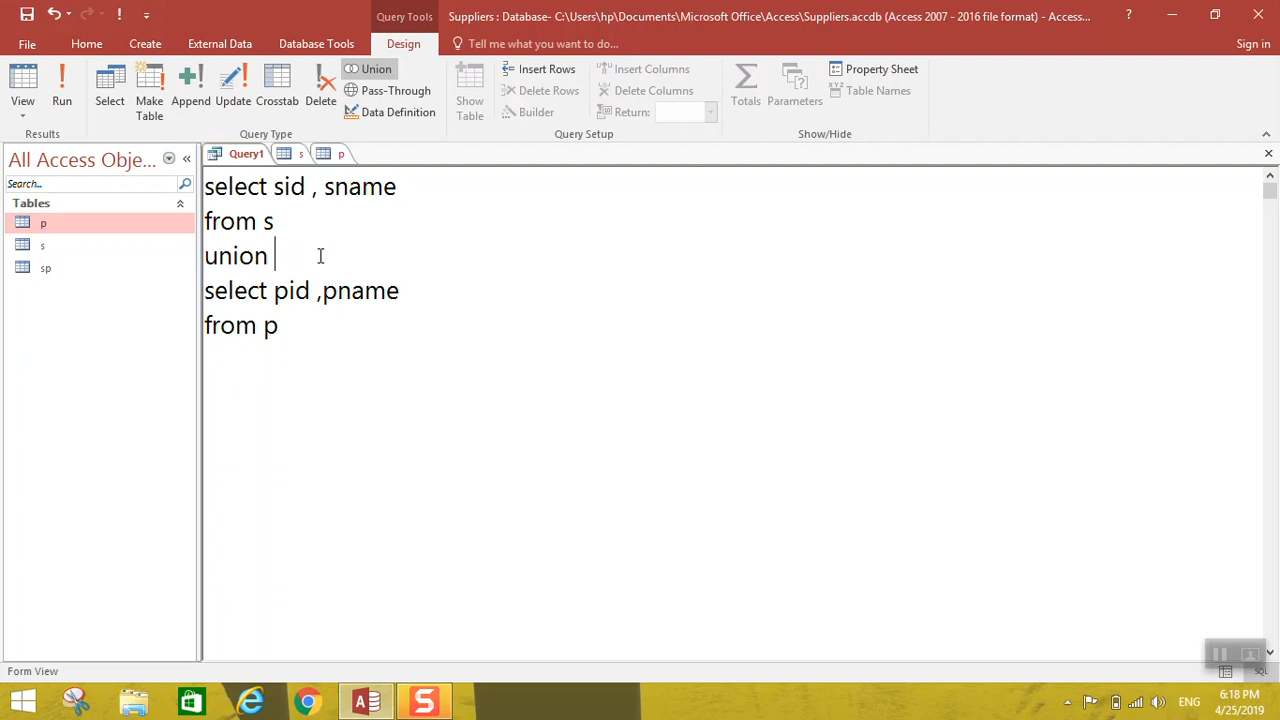 Query Tools
Suppliers : Database- C:\Users\hp\Documents\Microsoft Office\Access\Suppliers.accdb (Access 2007 - 2016 file format) - Access...
?
File
Home
Create
External Data
Database Tools
Design
Tell me what you want to do...
Sign in
View
Run
Select
Make Table
Append
Update
Crosstab
Delete
Union
Pass-Through
Data Definition
Show Table
Insert Rows
Delete Rows
Builder
Insert Columns
Delete Columns
Return:
Totals
Parameters
Property Sheet
Table Names
Results
Query Type
Query Setup
Show/Hide
All Access Obje...
Search..
Tables
p
s
sp
Query1
s
p
select sid , sname
from s
union
select pid ,pname
from p
Form View
SQL
ENG
6:18 PM
4/25/2019